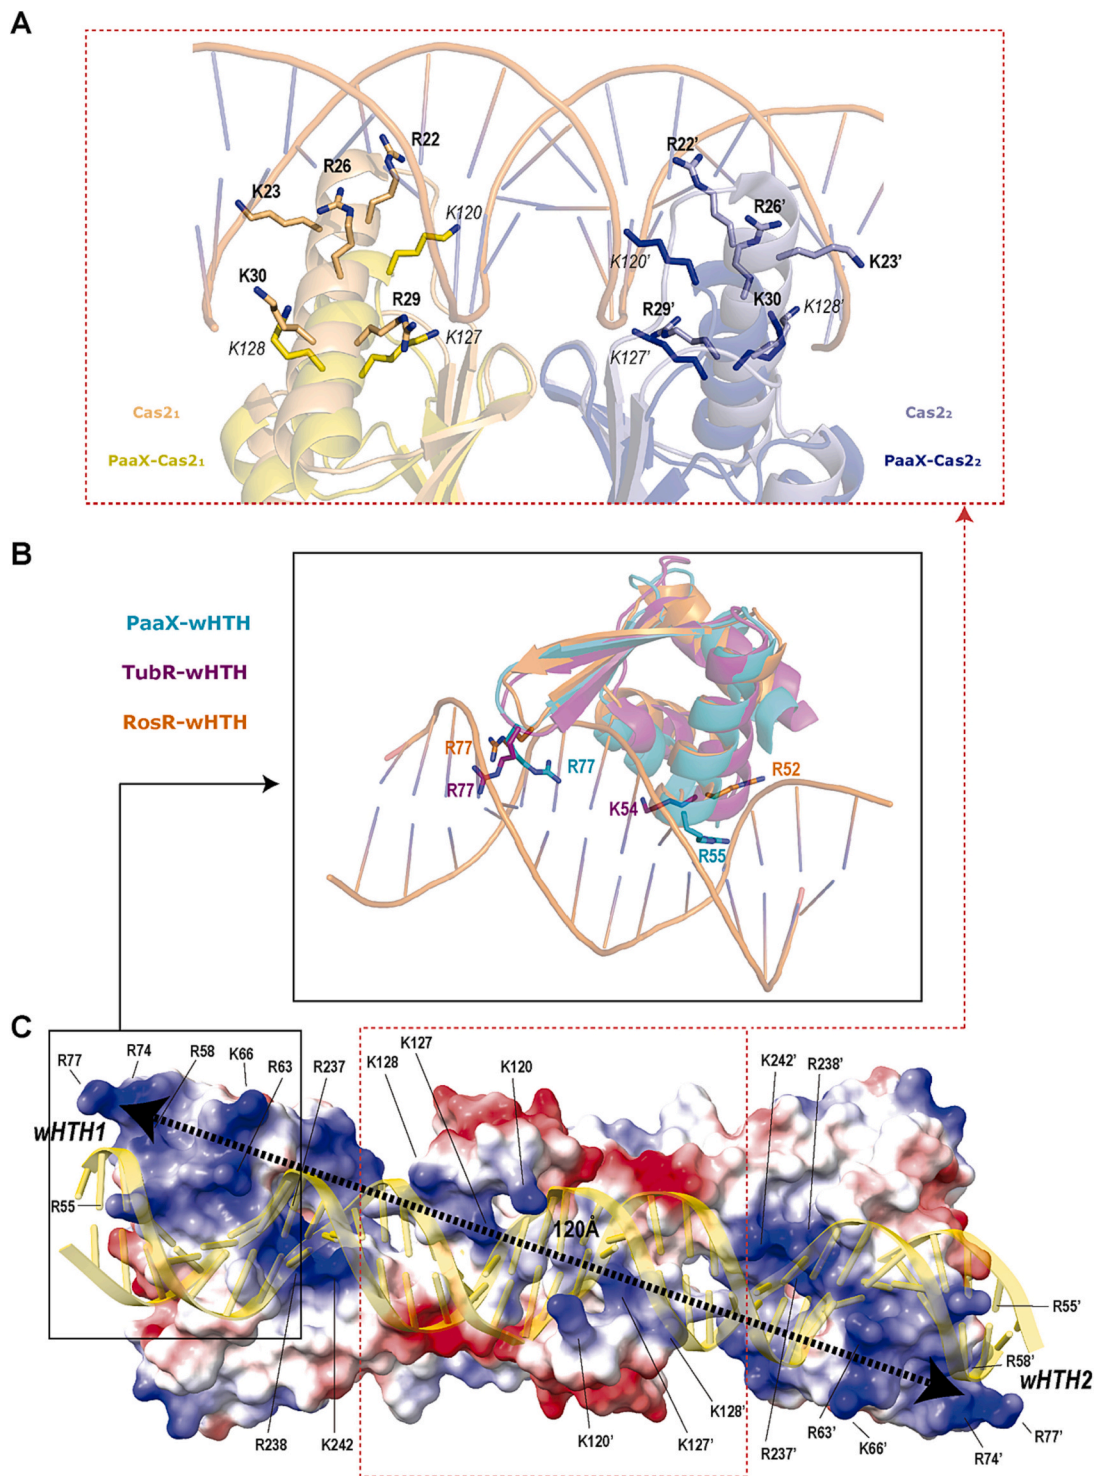 A
R22
R22'
R26
K23
K120
R26'
K120'
K23'
K30
R29
R29'
K30
K128'
K128
K127
K127'
Cas2₁
Cas2₂
PaaX-Cas2₁
PaaX-Cas2₂
B
PaaX-wHTH
TubR-wHTH
RosR-wHTH
R77
R77
R77
R52
K54
R55
C
R77
R74
R58
K66
R63
R237
K128
K127
K120
K242'
R238'
wHTH1
R55
120Å
R55'
R58'
wHTH2
R238
K242
K120'
K127'
K128'
R237'
R63'
K66'
R74'
R77'